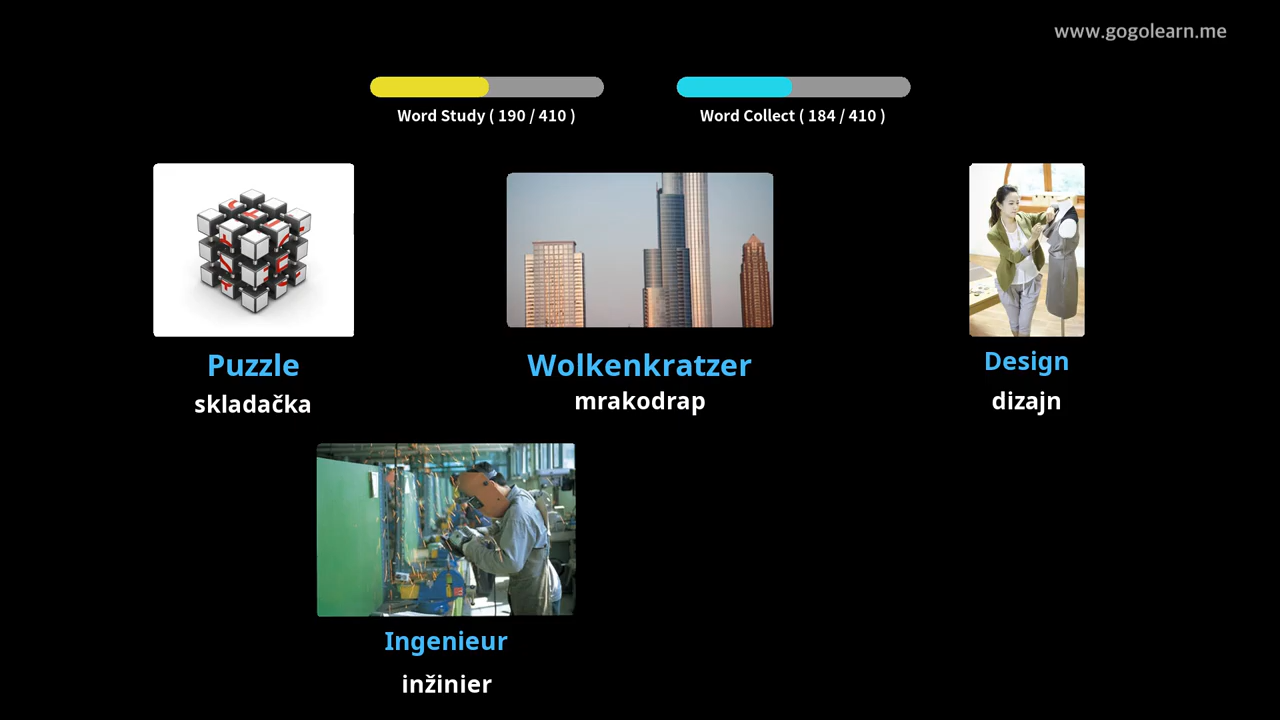 www.gogolearn.me
Word Study ( 190 / 410 )
Word Collect ( 184 / 410 )
Puzzle
skladačka
Wolkenkratzer
mrakodrap
Design
dizajn
Ingenieur
inžinier